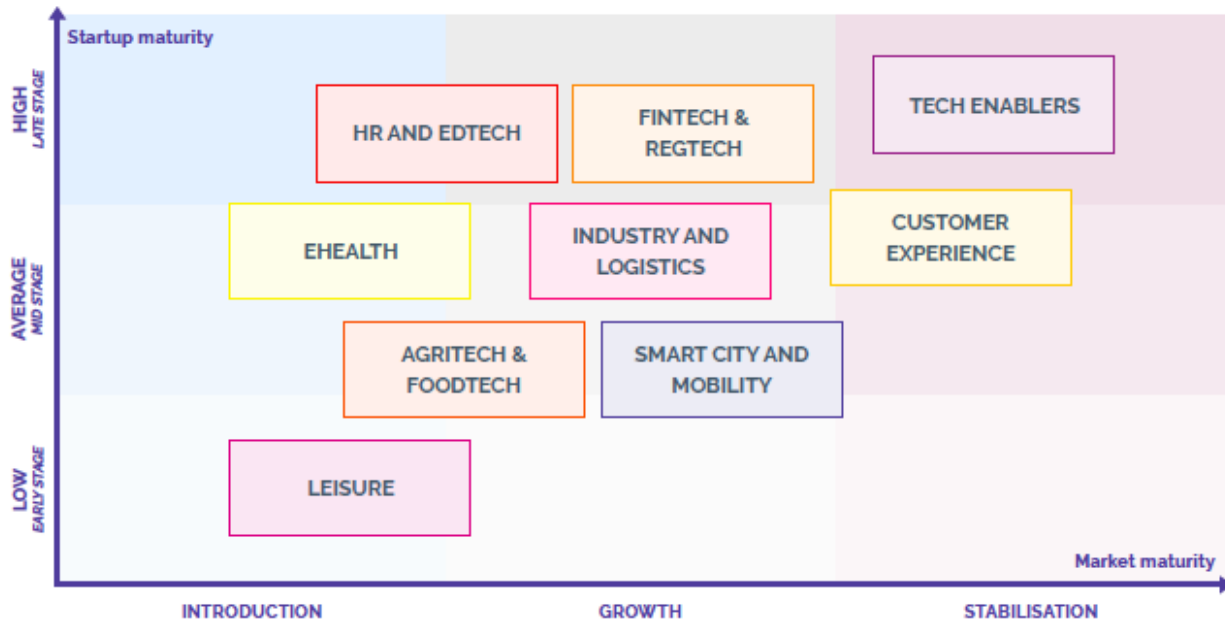 Startup maturity
HIGH
LATE STAGE
HR AND EDTECH
FINTECH &
REGTECH
TECH ENABLERS
AVERAGE
MID STAGE
EHEALTH
INDUSTRY AND
LOGISTICS
CUSTOMER
EXPERIENCE
AGRITECH &
FOODTECH
SMART CITY AND
MOBILITY
LOW
EARLY STAGE
LEISURE
Market maturity
INTRODUCTION
GROWTH
STABILISATION